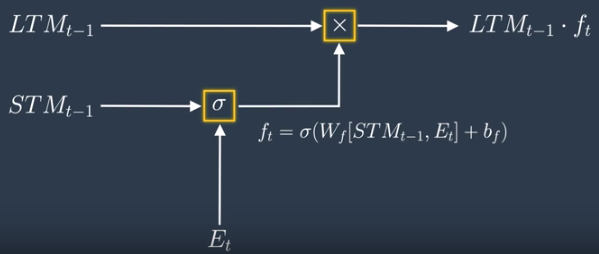 LTM_{t-1} × LTM_{t-1} · f_t
STM_{t-1} σ
f_t = σ(W_f[STM_{t-1}, E_t] + b_f)
E_t